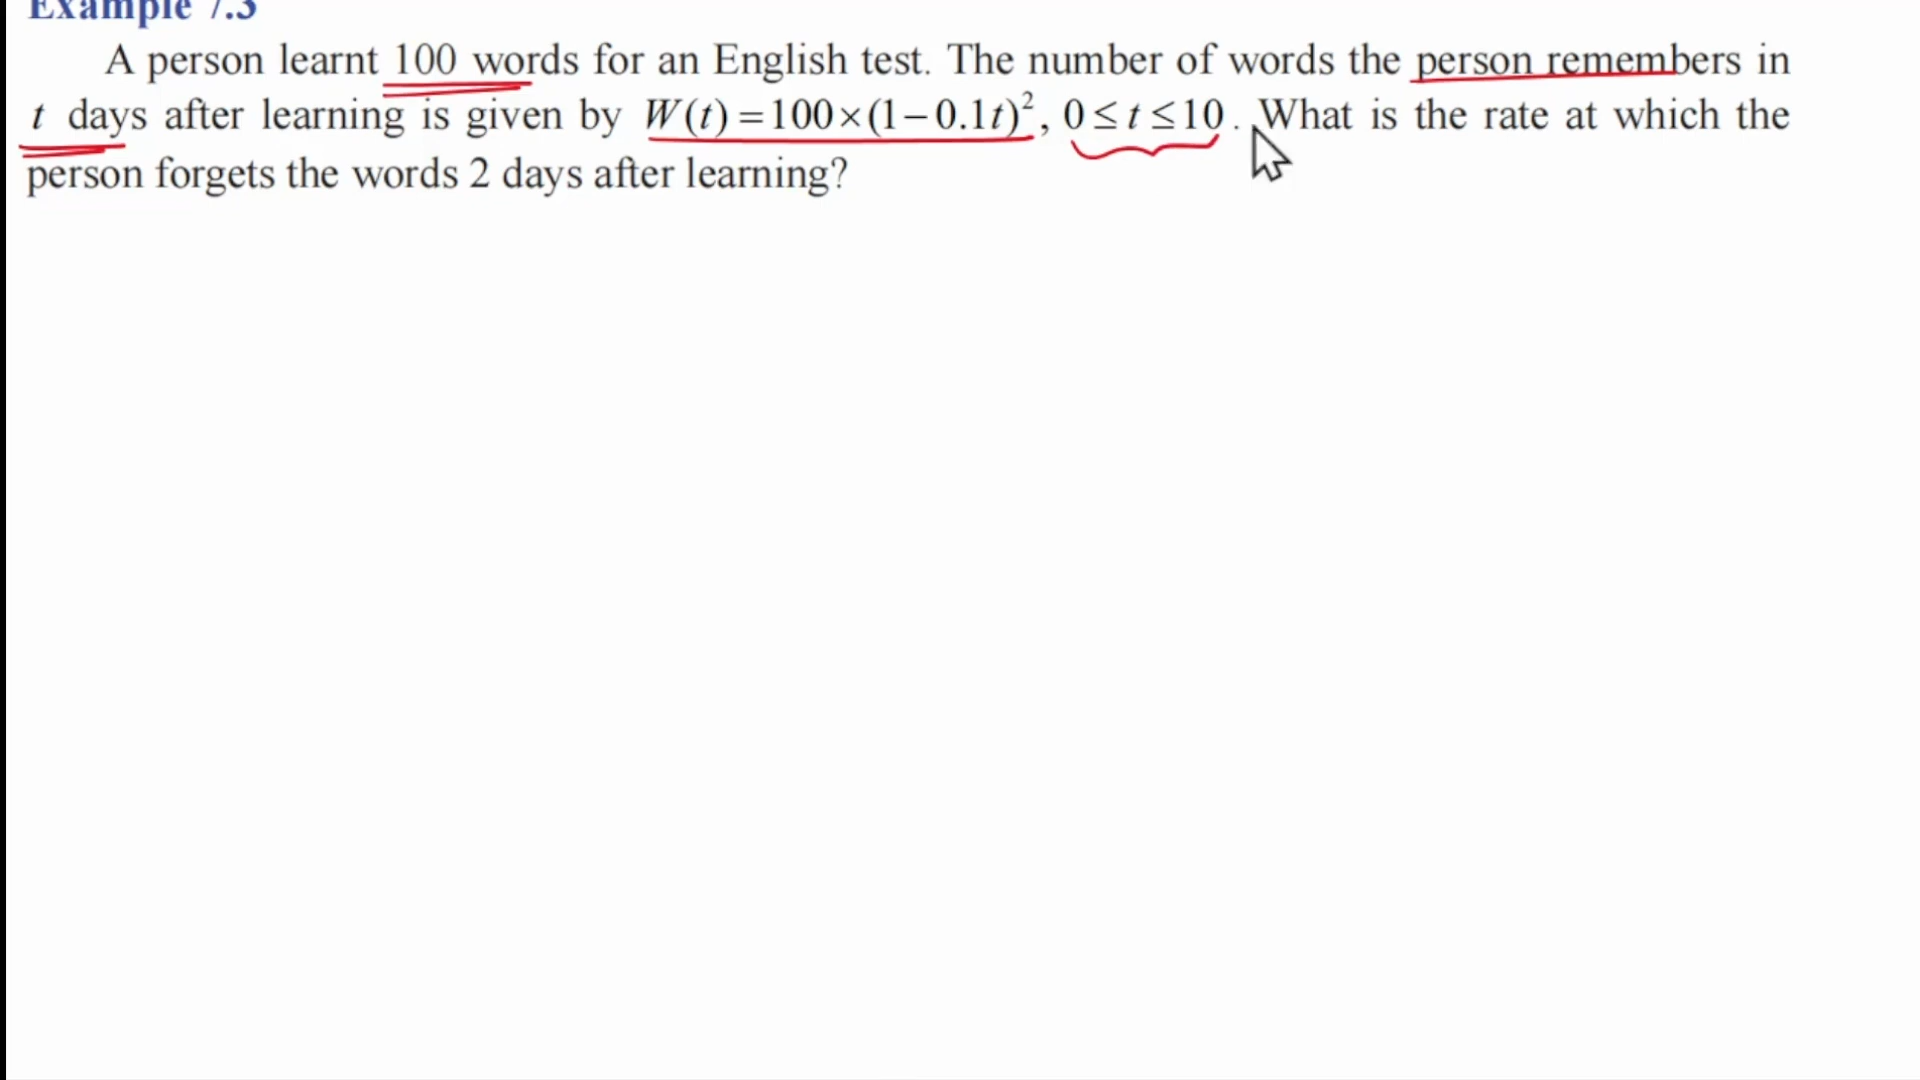 Example 7.3
A person learnt 100 words for an English test. The number of words the person remembers in
t days after learning is given by W(t)=100×(1−0.1t)², 0≤t≤10. What is the rate at which the
person forgets the words 2 days after learning?